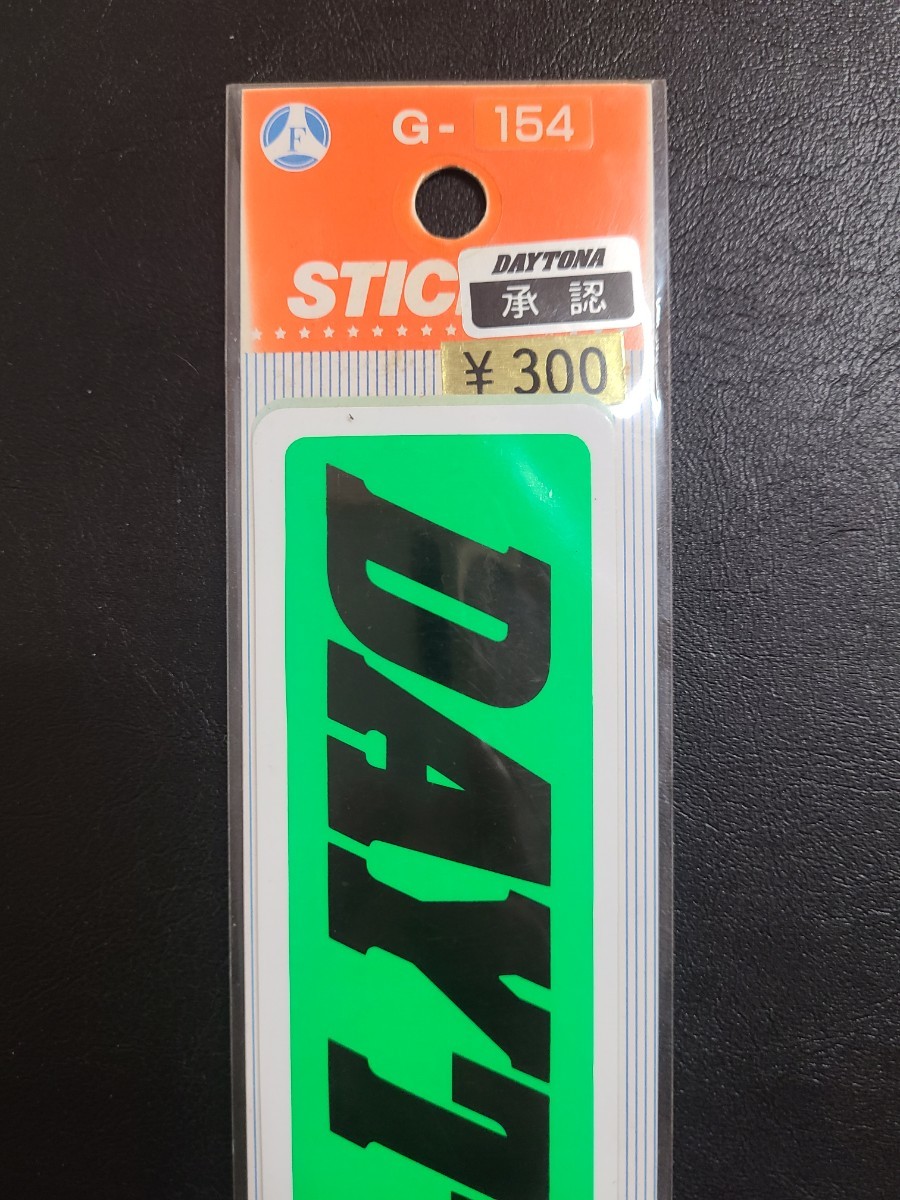 F
G- 154
STIC
DAYTONA
承認
¥300
DAYT